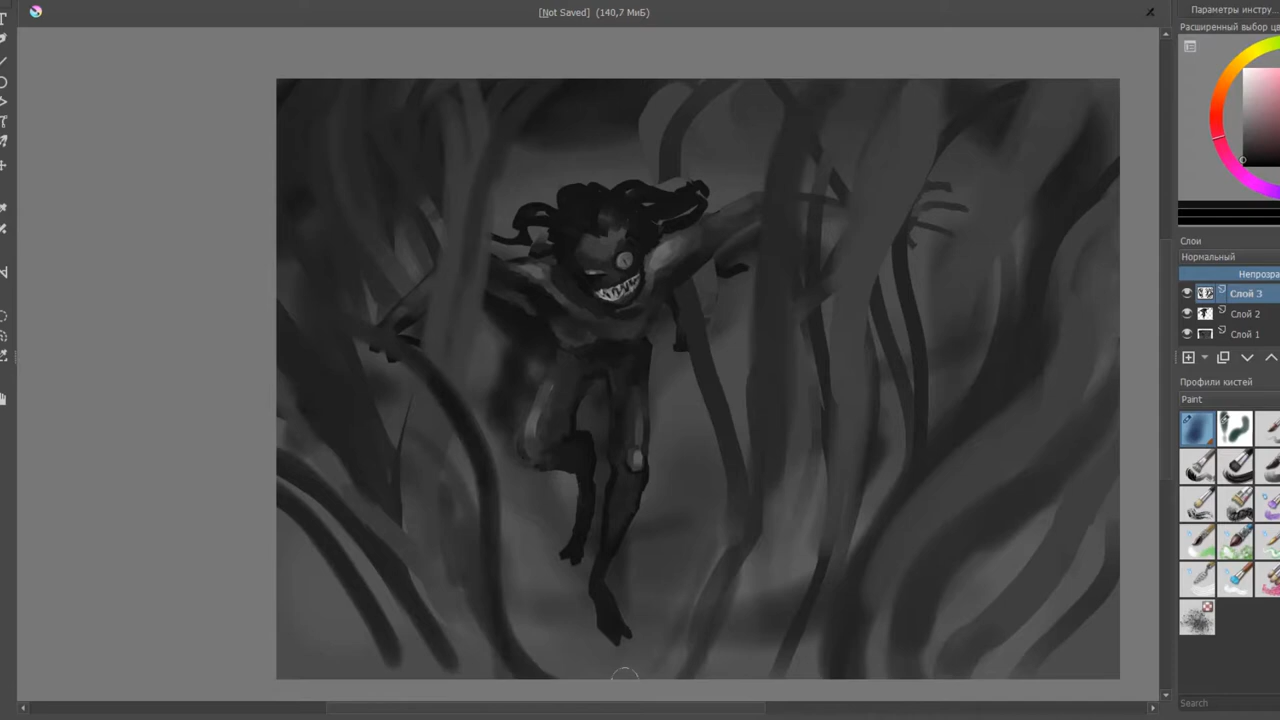 [Not Saved] (140,7 МиБ)
Параметры инстру...
Расширенный выбор цв
Слои
Нормальный
Непрозра
Слой 3
Слой 2
Слой 1
Профили кистей
Paint
Search